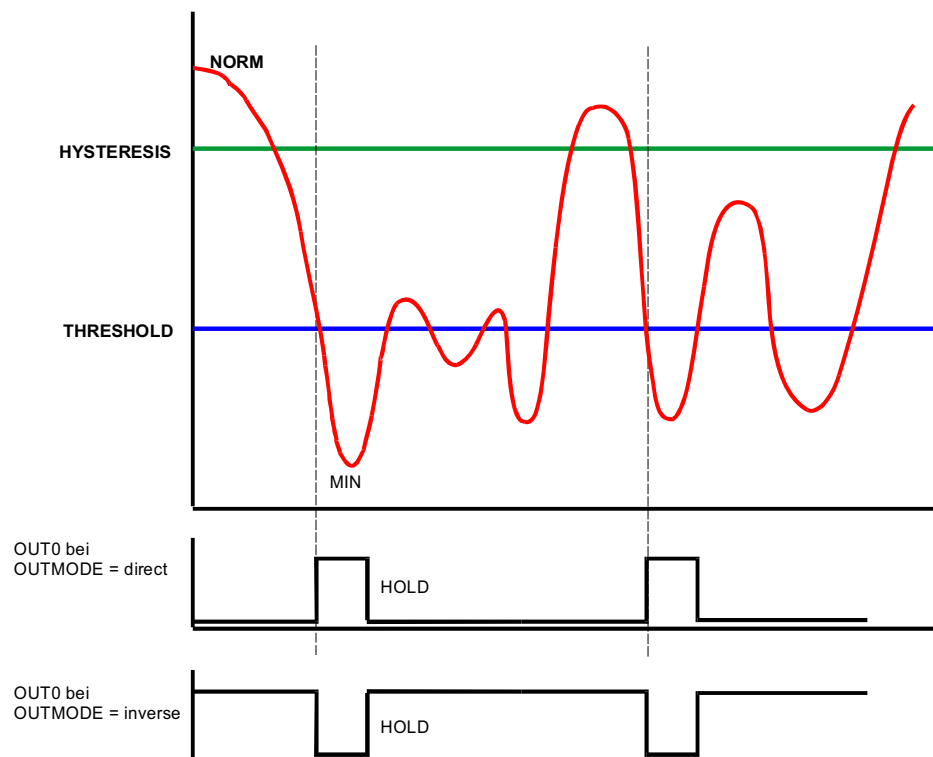 NORM
HYSTERESIS
THRESHOLD
MIN
OUT0 bei
OUTMODE = direct
HOLD
OUT0 bei
OUTMODE = inverse
HOLD